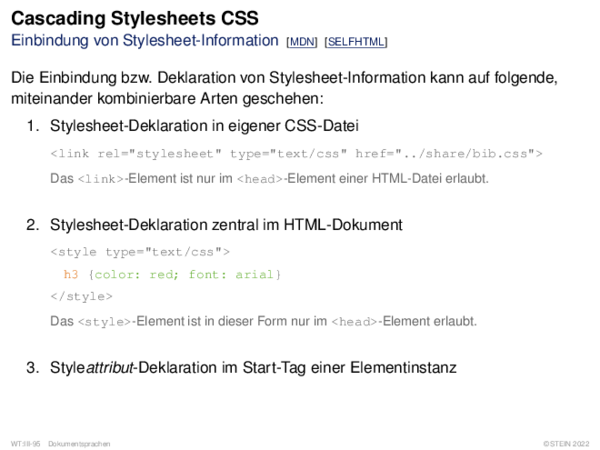 Cascading Stylesheets CSS
Einbindung von Stylesheet-Information [MDN] [SELFHTML]
Die Einbindung bzw. Deklaration von Stylesheet-Information kann auf folgende,
miteinander kombinierbare Arten geschehen:
1. Stylesheet-Deklaration in eigener CSS-Datei
<link rel="stylesheet" type="text/css" href="../share/bib.css">
Das <link>-Element ist nur im <head>-Element einer HTML-Datei erlaubt.
2. Stylesheet-Deklaration zentral im HTML-Dokument
<style type="text/css">
h3 {color: red; font: arial}
</style>
Das <style>-Element ist in dieser Form nur im <head>-Element erlaubt.
3. Styleattribut-Deklaration im Start-Tag einer Elementinstanz
WT:III-95 Dokumentsprachen ©STEIN 2022